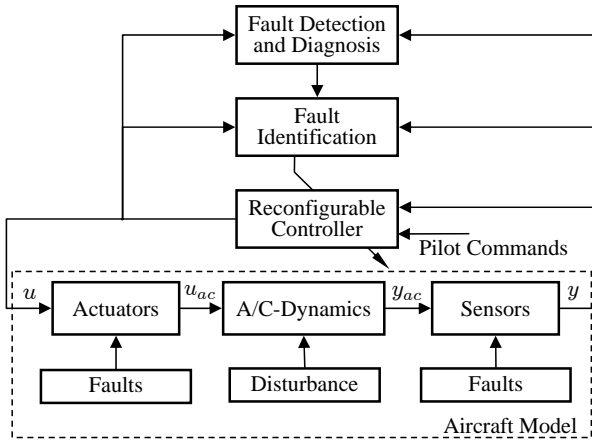 Fault Detection
and Diagnosis
Fault
Identification
Reconfigurable
Controller
Pilot Commands
u
Actuators
u_ac
A/C-Dynamics
y_ac
Sensors
y
Faults
Disturbance
Faults
Aircraft Model